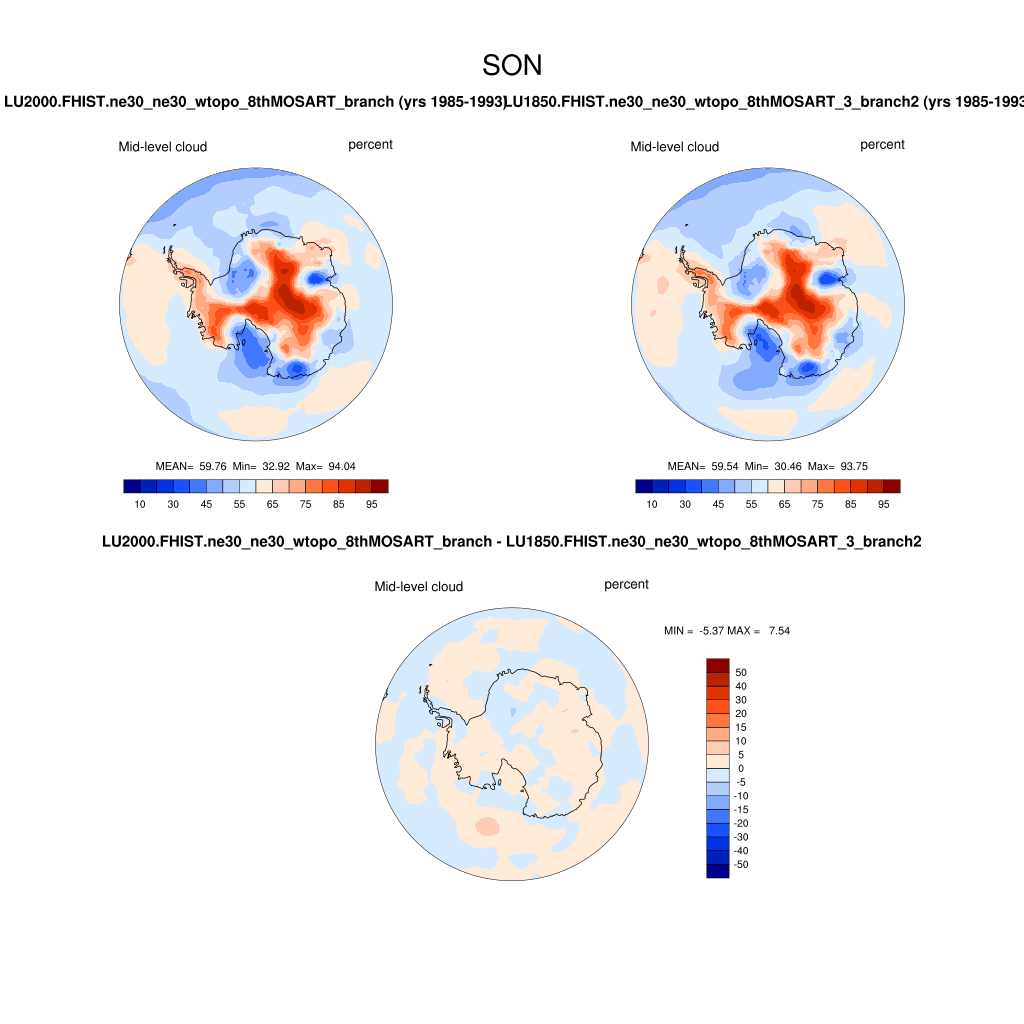 SON
LU2000.FHIST.ne30_ne30_wtopo_8thMOSART_branch (yrs 1985-1993)
LU1850.FHIST.ne30_ne30_wtopo_8thMOSART_3_branch2 (yrs 1985-1993
Mid-level cloud percent
Mid-level cloud percent
MEAN= 59.76 Min= 32.92 Max= 94.04
MEAN= 59.54 Min= 30.46 Max= 93.75
10 30 45 55 65 75 85 95
10 30 45 55 65 75 85 95
LU2000.FHIST.ne30_ne30_wtopo_8thMOSART_branch - LU1850.FHIST.ne30_ne30_wtopo_8thMOSART_3_branch2
Mid-level cloud percent
MIN = -5.37 MAX = 7.54
50
40
30
20
15
10
5
0
-5
-10
-15
-20
-30
-40
-50